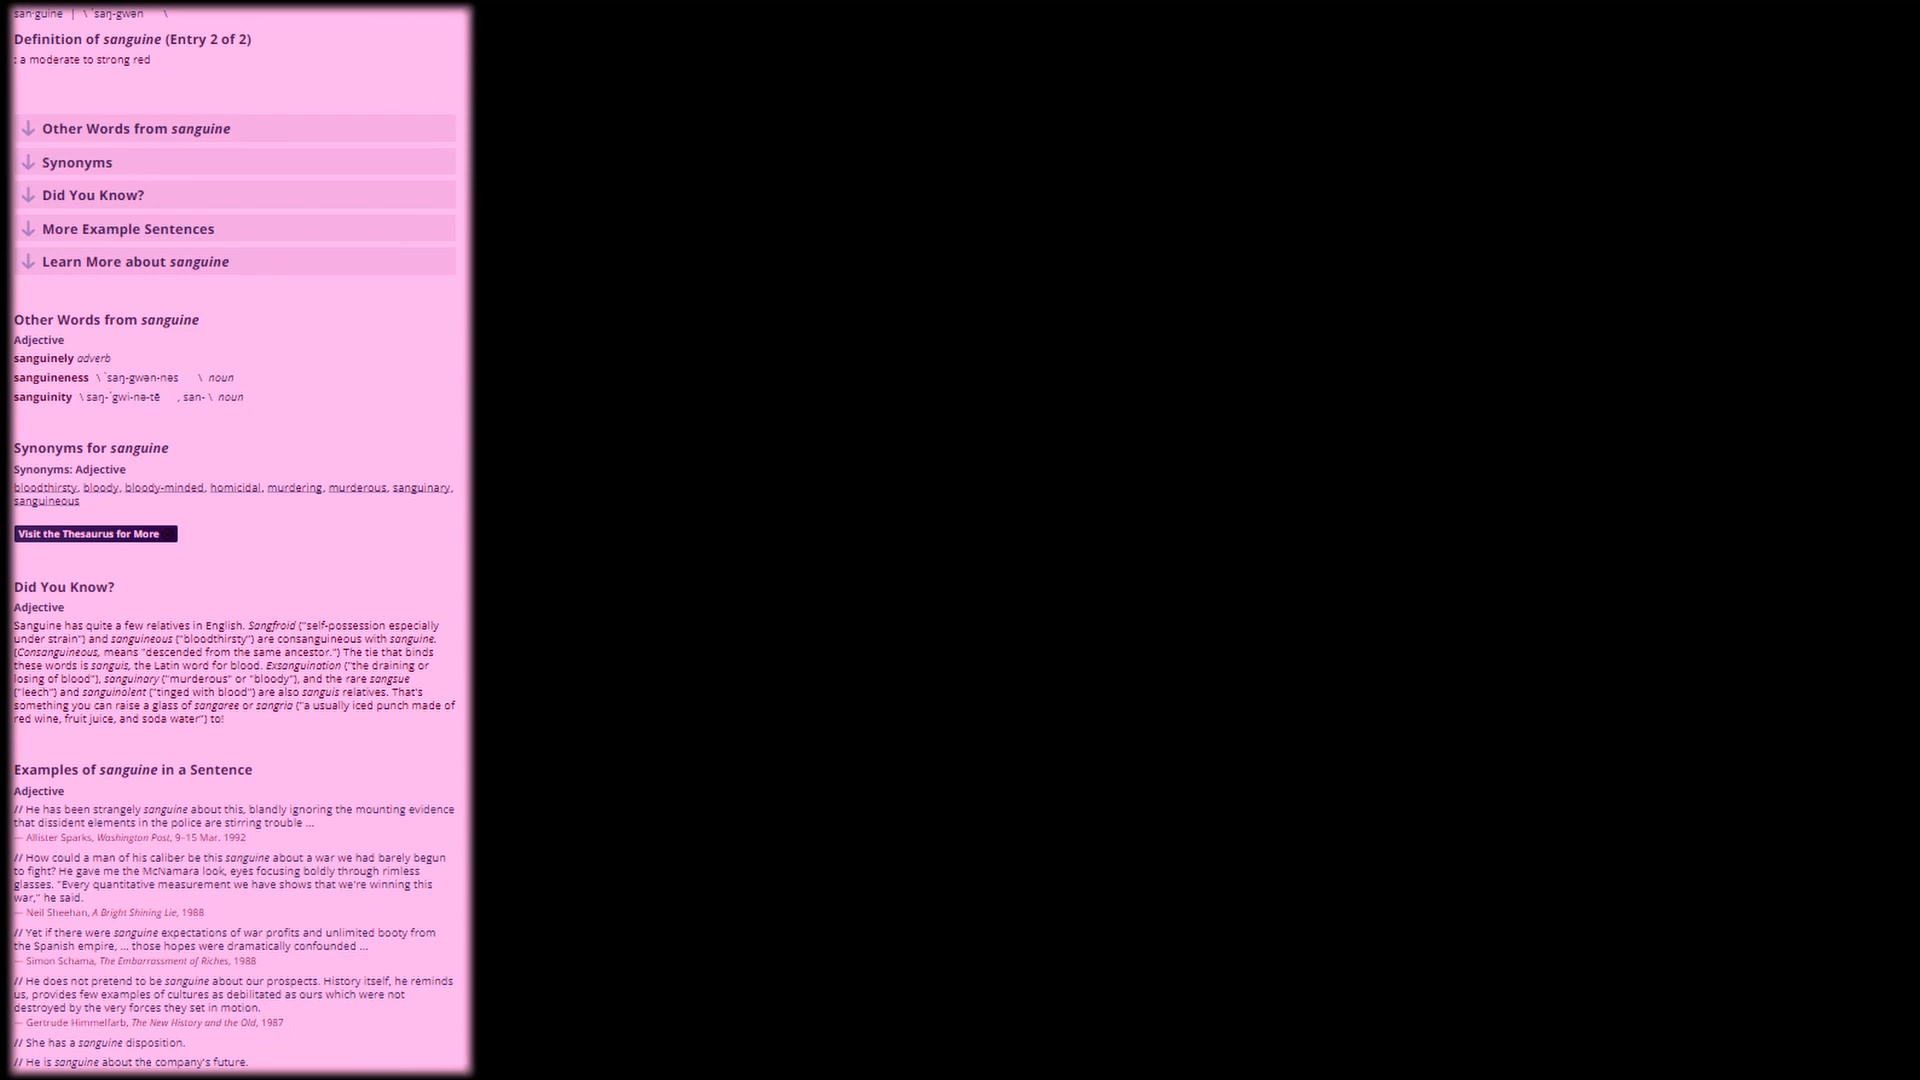 san·guine | \ ˈsaŋ-gwən \
Definition of sanguine (Entry 2 of 2)
: a moderate to strong red
Other Words from sanguine
Synonyms
Did You Know?
More Example Sentences
Learn More about sanguine
Other Words from sanguine
Adjective
sanguinely adverb
sanguineness \ ˈsaŋ-gwən-nəs \ noun
sanguinity \ saŋ-ˈgwi-nə-tē , san- \ noun
Synonyms for sanguine
Synonyms: Adjective
bloodthirsty, bloody, bloody-minded, homicidal, murdering, murderous, sanguinary,
sanguineous
Visit the Thesaurus for More
Did You Know?
Adjective
Sanguine has quite a few relatives in English. Sangfroid ("self-possession especially
under strain") and sanguineous ("bloodthirsty") are consanguineous with sanguine.
(Consanguineous, means "descended from the same ancestor.") The tie that binds
these words is sanguis, the Latin word for blood. Exsanguination ("the draining or
losing of blood"), sanguinary ("murderous" or "bloody"), and the rare sangsue
("leech") and sanguinolent ("tinged with blood") are also sanguis relatives. That's
something you can raise a glass of sangaree or sangria ("a usually iced punch made of
red wine, fruit juice, and soda water") to!
Examples of sanguine in a Sentence
Adjective
// He has been strangely sanguine about this, blandly ignoring the mounting evidence
that dissident elements in the police are stirring trouble …
— Allister Sparks, Washington Post, 9–15 Mar. 1992
// How could a man of his caliber be this sanguine about a war we had barely begun
to fight? He gave me the McNamara look, eyes focusing boldly through rimless
glasses. "Every quantitative measurement we have shows that we're winning this
war," he said.
— Neil Sheehan, A Bright Shining Lie, 1988
// Yet if there were sanguine expectations of war profits and unlimited booty from
the Spanish empire, … those hopes were dramatically confounded …
— Simon Schama, The Embarrassment of Riches, 1988
// He does not pretend to be sanguine about our prospects. History itself, he reminds
us, provides few examples of cultures as debilitated as ours which were not
destroyed by the very forces they set in motion.
— Gertrude Himmelfarb, The New History and the Old, 1987
// She has a sanguine disposition.
// He is sanguine about the company's future.